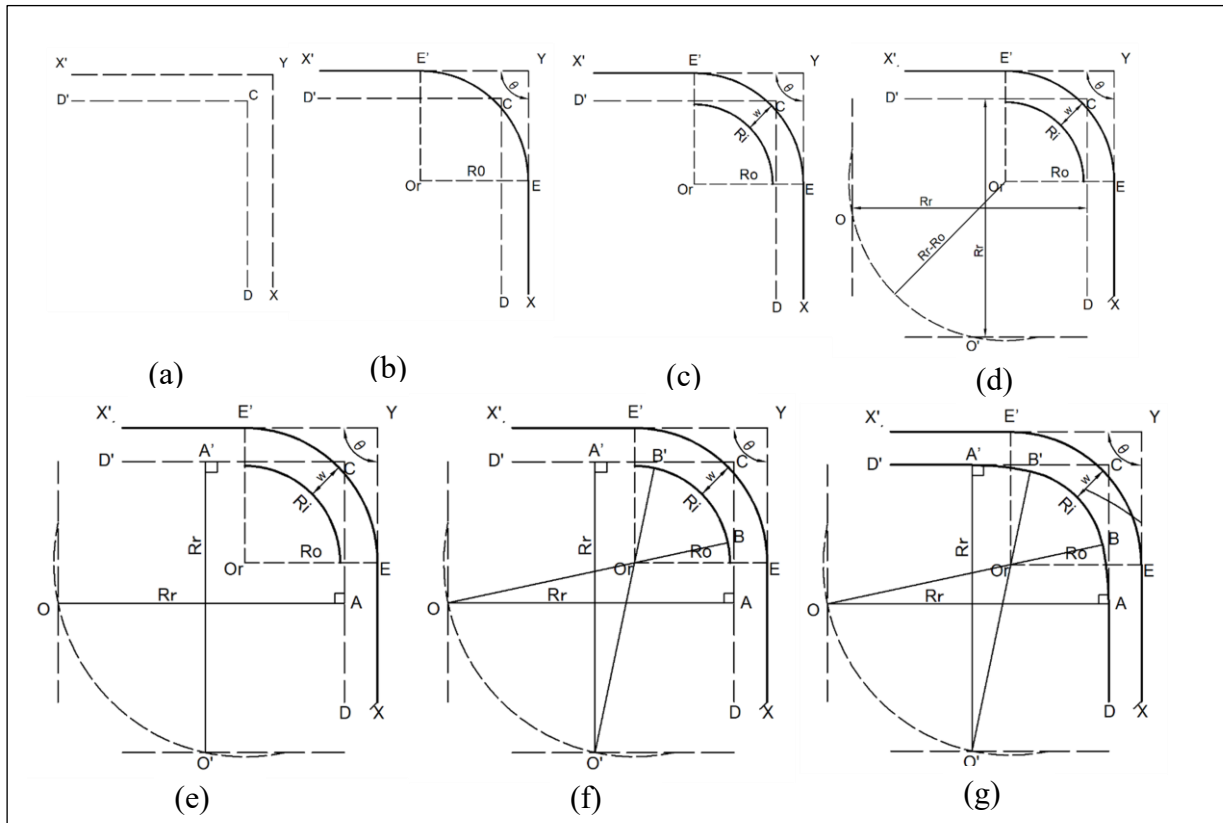 X' Y
D' C
D X
(a)
X' E' Y
θ
D' C
Or R0 E
D X
(b)
X' E' Y
θ
D' C
w
Ri
Or Ro E
D X
(c)
X'. E' Y
θ
D' C
w
Ri
Or Ro E
O Rr
Rr-Ro Rr
D X
O'
(d)
X'. E' Y
θ
D' A' C
w
Ri
Rr
Or Ro E
O Rr A
D X
O'
(e)
X'. E' Y
θ
D' A' B' C
w
Ri
Rr B
Or Ro E
O Rr A
D X
O'
(f)
X'. E' Y
θ
D' A' B' C
w
Ri
Rr B
Or Ro E
O Rr A
D X
O'
(g)